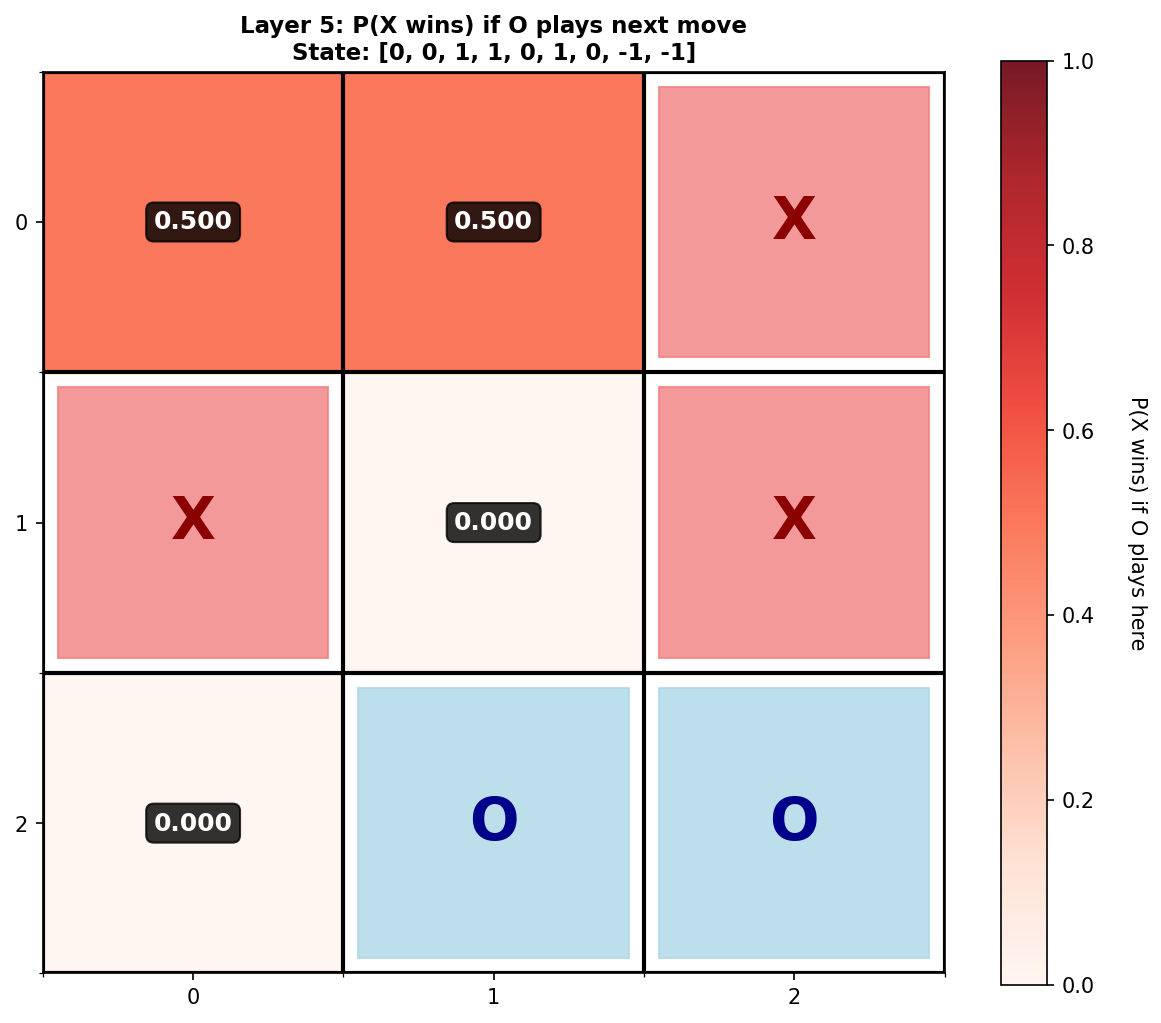 Layer 5: P(X wins) if O plays next move
State: [0, 0, 1, 1, 0, 1, 0, -1, -1]
0
0.500
0.500
X
1
X
0.000
X
2
0.000
O
O
0
1
2
1.0
0.8
0.6
0.4
0.2
0.0
P(X wins) if O plays here